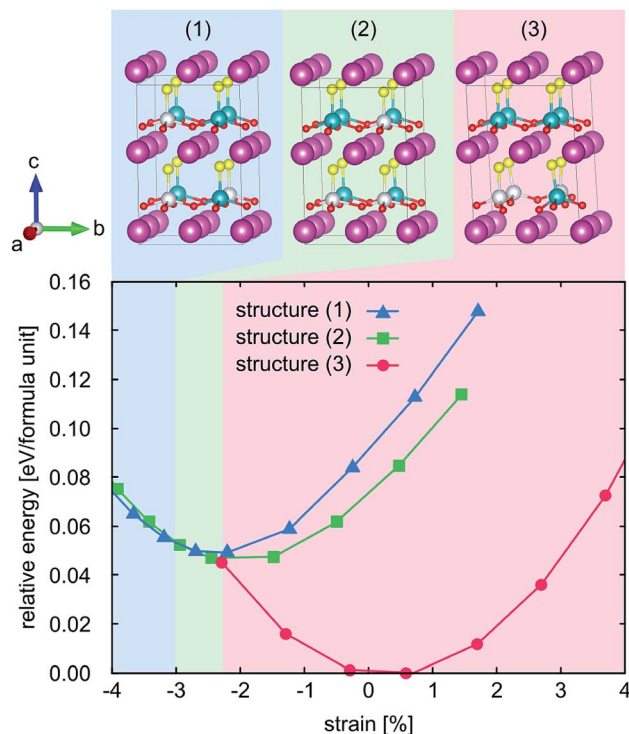 (1) (2) (3)
c
b
a
0.16
0.14
0.12
0.10
0.08
0.06
0.04
0.02
0.00
relative energy [eV/formula unit]
structure (1)
structure (2)
structure (3)
-4 -3 -2 -1 0 1 2 3 4
strain [%]